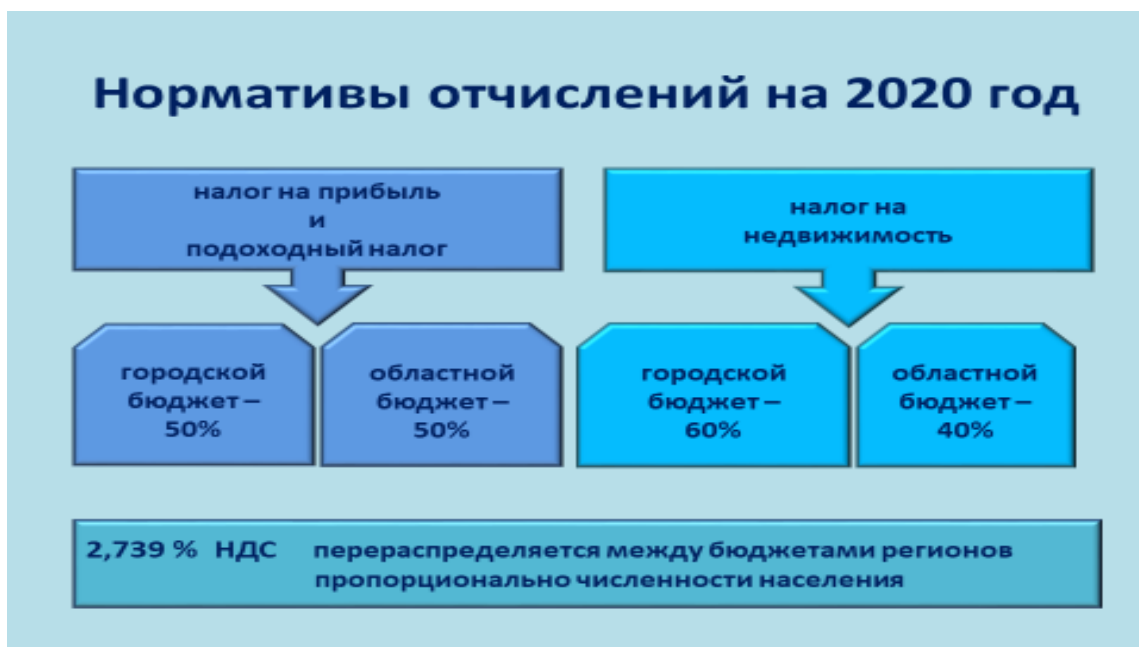 Нормативы отчислений на 2020 год
налог на прибыль
и
подоходный налог
налог на
недвижимость
городской
бюджет –
50%
областной
бюджет –
50%
городской
бюджет –
60%
областной
бюджет –
40%
2,739 % НДС перераспределяется между бюджетами регионов
пропорционально численности населения